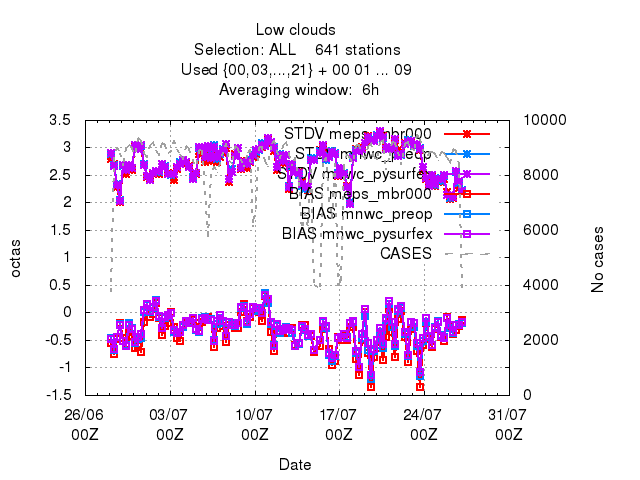 Low clouds
Selection: ALL 641 stations
Used {00,03,...,21} + 00 01 ... 09
Averaging window: 6h
3.5
3
2.5
2
1.5
1
0.5
0
-0.5
-1
-1.5
octas
10000
8000
6000
4000
2000
0
No cases
STDV meps_mbr000
STDV mnwc_preop
STDV mnwc_pysurfex
BIAS meps_mbr000
BIAS mnwc_preop
BIAS mnwc_pysurfex
CASES
26/06 03/07 10/07 17/07 24/07 31/07
00Z 00Z 00Z 00Z 00Z 00Z
Date